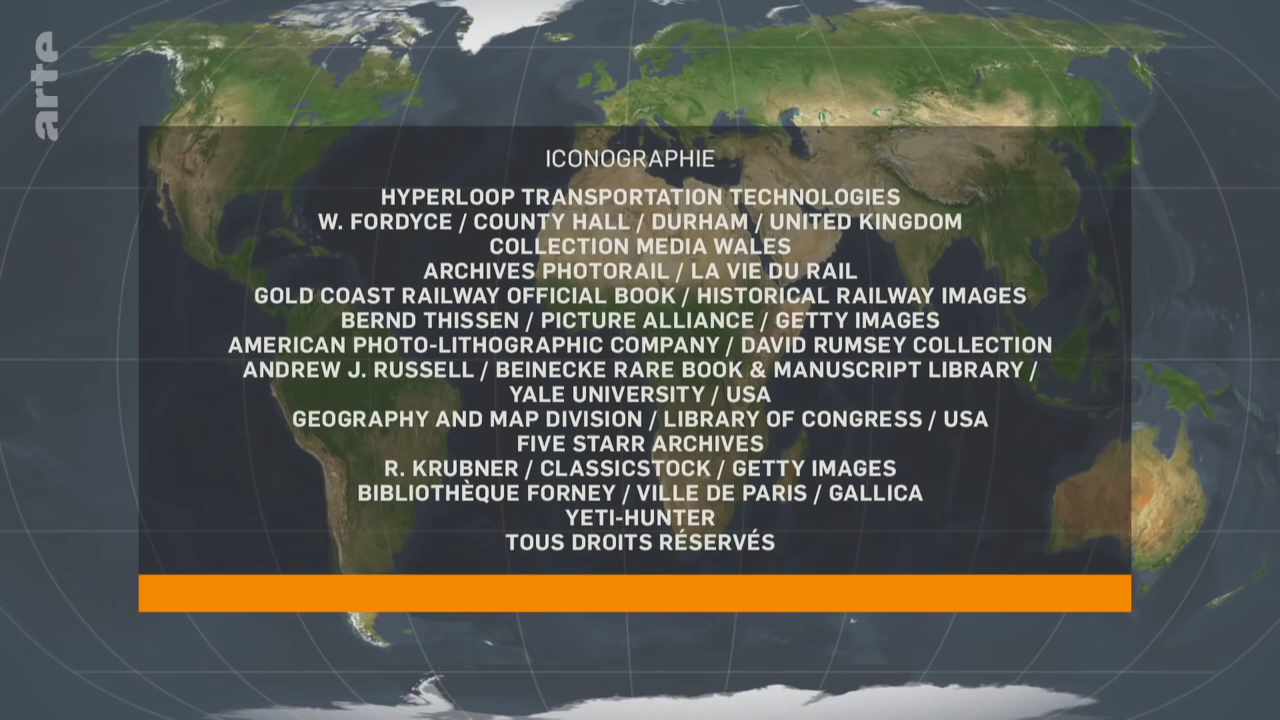 arte
ICONOGRAPHIE
HYPERLOOP TRANSPORTATION TECHNOLOGIES
W. FORDYCE / COUNTY HALL / DURHAM / UNITED KINGDOM
COLLECTION MEDIA WALES
ARCHIVES PHOTORAIL / LA VIE DU RAIL
GOLD COAST RAILWAY OFFICIAL BOOK / HISTORICAL RAILWAY IMAGES
BERND THISSEN / PICTURE ALLIANCE / GETTY IMAGES
AMERICAN PHOTO-LITHOGRAPHIC COMPANY / DAVID RUMSEY COLLECTION
ANDREW J. RUSSELL / BEINECKE RARE BOOK & MANUSCRIPT LIBRARY /
YALE UNIVERSITY / USA
GEOGRAPHY AND MAP DIVISION / LIBRARY OF CONGRESS / USA
FIVE STARR ARCHIVES
R. KRUBNER / CLASSICSTOCK / GETTY IMAGES
BIBLIOTHÈQUE FORNEY / VILLE DE PARIS / GALLICA
YETI-HUNTER
TOUS DROITS RÉSERVÉS